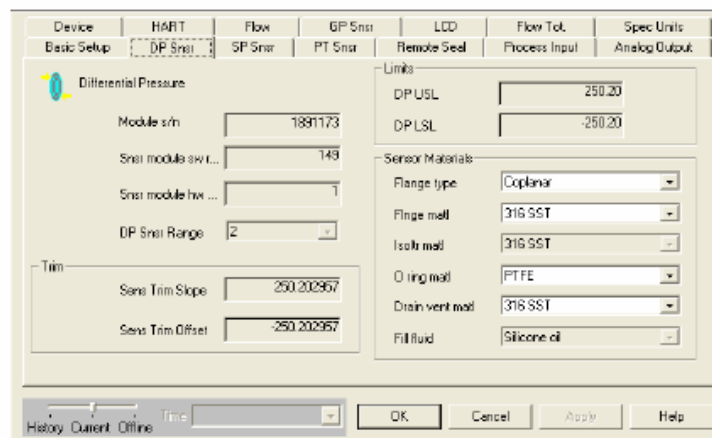 Device HART Flow GP Snsr LCD Flow Tot. Spec Units
Basic Setup DP Snsr SP Snsr PT Snsr Remote Seal Process Input Analog Output
Differential Pressure
Module s/n 1891173
Snsr module sw r... 149
Snsr module hw ... 1
DP Snsr Range 2
Trim
Sens Trim Slope 250.202957
Sens Trim Offset -250.202957
Limits
DP USL 250.20
DP LSL -250.20
Sensor Materials
Flange type Coplanar
Flnge matl 316 SST
Isoltr matl 316 SST
O ring matl PTFE
Drain vent matl 316 SST
Fill fluid Silicone oil
History Current Offline Time
OK Cancel Apply Help